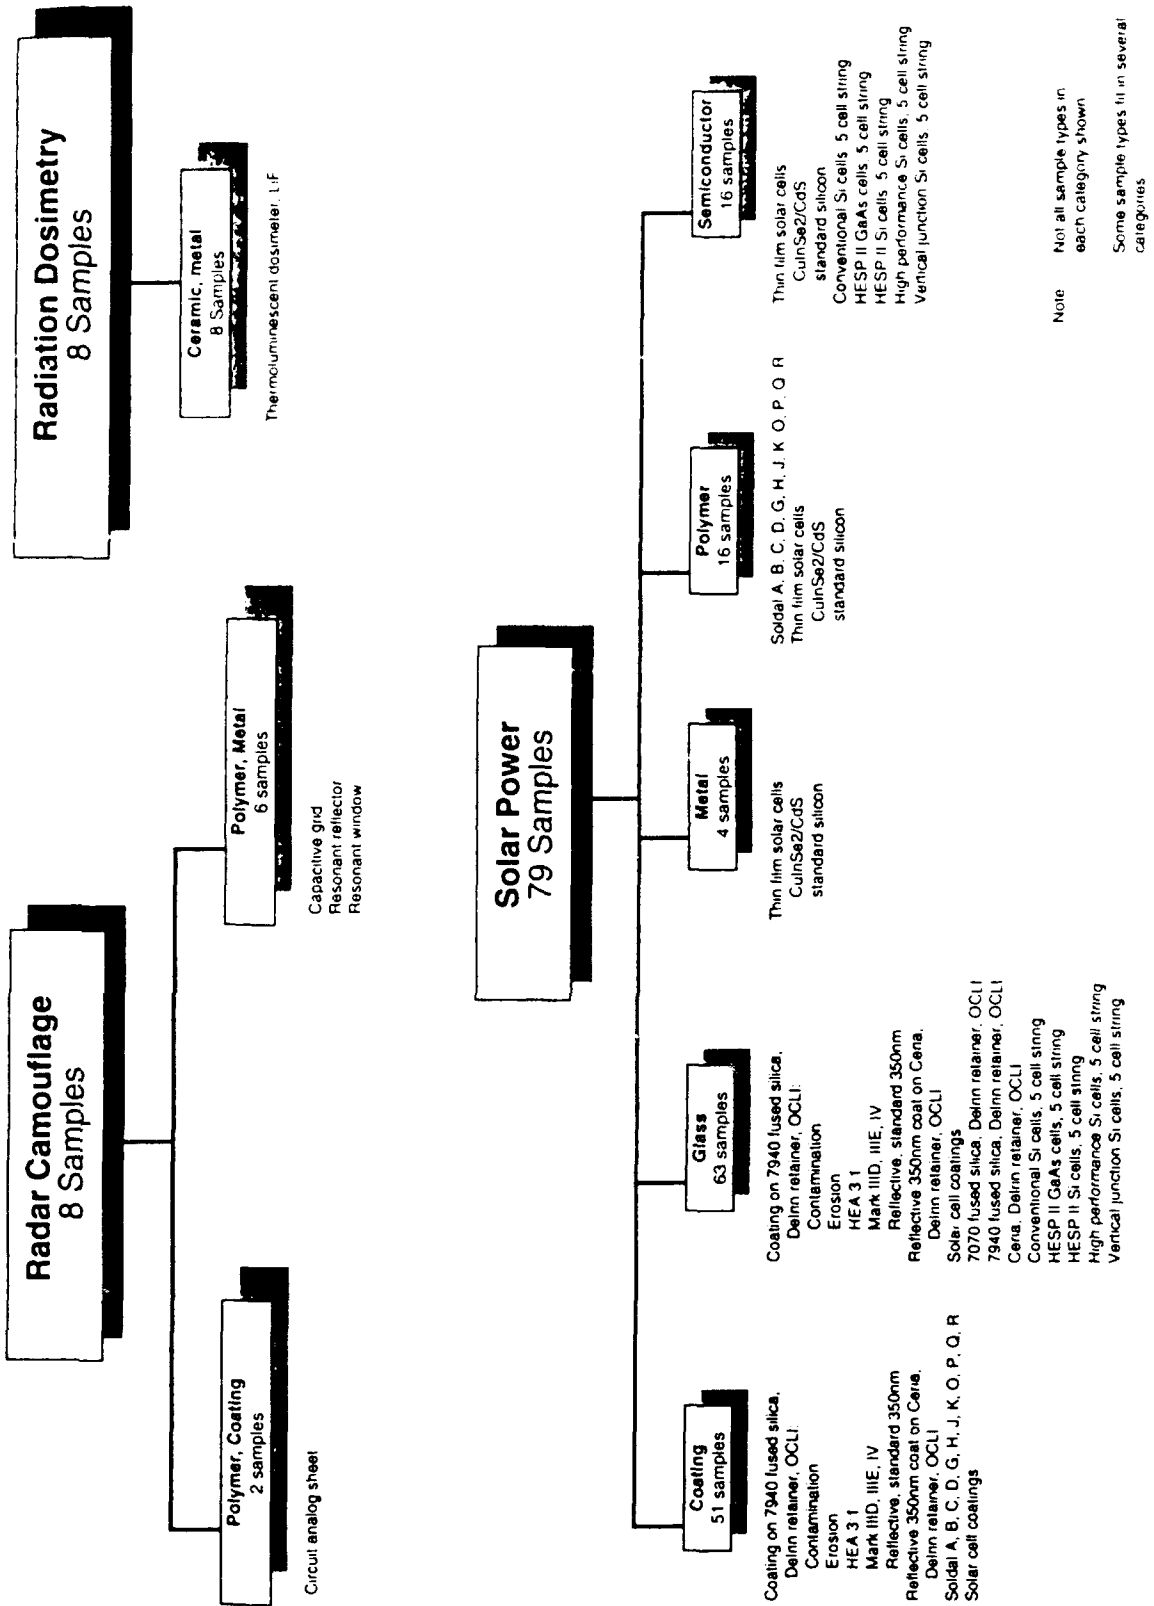 Radar Camouflage
8 Samples
Polymer, Coating
2 samples
Circuit analog sheet
Polymer, Metal
6 samples
Capacitive grid
Resonant reflector
Resonant window
Radiation Dosimetry
8 Samples
Ceramic, metal
8 Samples
Thermoluminescent dosimeter, LiF
Solar Power
79 Samples
Coating
51 samples
Coating on 7940 fused silica,
Delrin retainer, OCLI:
Contamination
Erosion
HEA 3 1
Mark IIID, IIIE, IV
Reflective, standard 350nm
Reflective 350nm coat on Ceria,
Delrin retainer, OCLI
Soldal A, B, C, D, G, H, J, K, O, P, Q, R
Solar cell coatings
Glass
63 samples
Coating on 7940 fused silica,
Delrin retainer, OCLI:
Contamination
Erosion
HEA 3 1
Mark IIID, IIIE, IV
Reflective, standard 350nm
Reflective 350nm coat on Ceria,
Delrin retainer, OCLI
Solar cell coatings
7070 fused silica, Delrin retainer, OCLI
7940 fused silica, Delrin retainer, OCLI
Ceria, Delrin retainer, OCLI
Conventional Si cells, 5 cell string
HESP II GaAs cells, 5 cell string
HESP II Si cells, 5 cell string
High performance Si cells, 5 cell string
Vertical junction Si cells, 5 cell string
Metal
4 samples
Thin film solar cells
CuInSe2/CdS
standard silicon
Polymer
16 samples
Soldal A, B, C, D, G, H, J, K, O, P, Q, R
Thin film solar cells
CuInSe2/CdS
standard silicon
Semiconductor
16 samples
Thin film solar cells
CuInSe2/CdS
standard silicon
Conventional Si cells, 5 cell string
HESP II GaAs cells, 5 cell string
HESP II Si cells, 5 cell string
High performance Si cells, 5 cell string
Vertical junction Si cells, 5 cell string
Note Not all sample types in
each category shown
Some sample types fit in several
categories